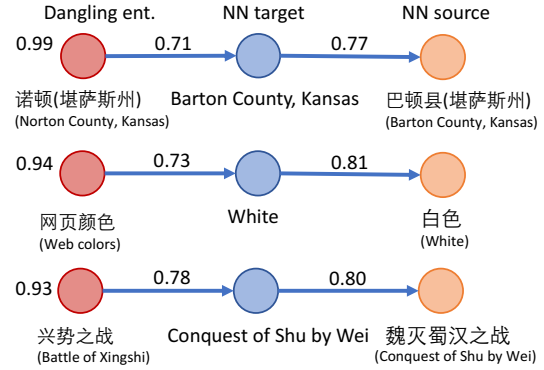 Dangling ent. NN target NN source
0.99 0.71 0.77
诺顿(堪萨斯州) Barton County, Kansas 巴顿县(堪萨斯州)
(Norton County, Kansas) (Barton County, Kansas)
0.94 0.73 0.81
网页颜色 White 白色
(Web colors) (White)
0.93 0.78 0.80
兴势之战 Conquest of Shu by Wei 魏灭蜀汉之战
(Battle of Xingshi) (Conquest of Shu by Wei)